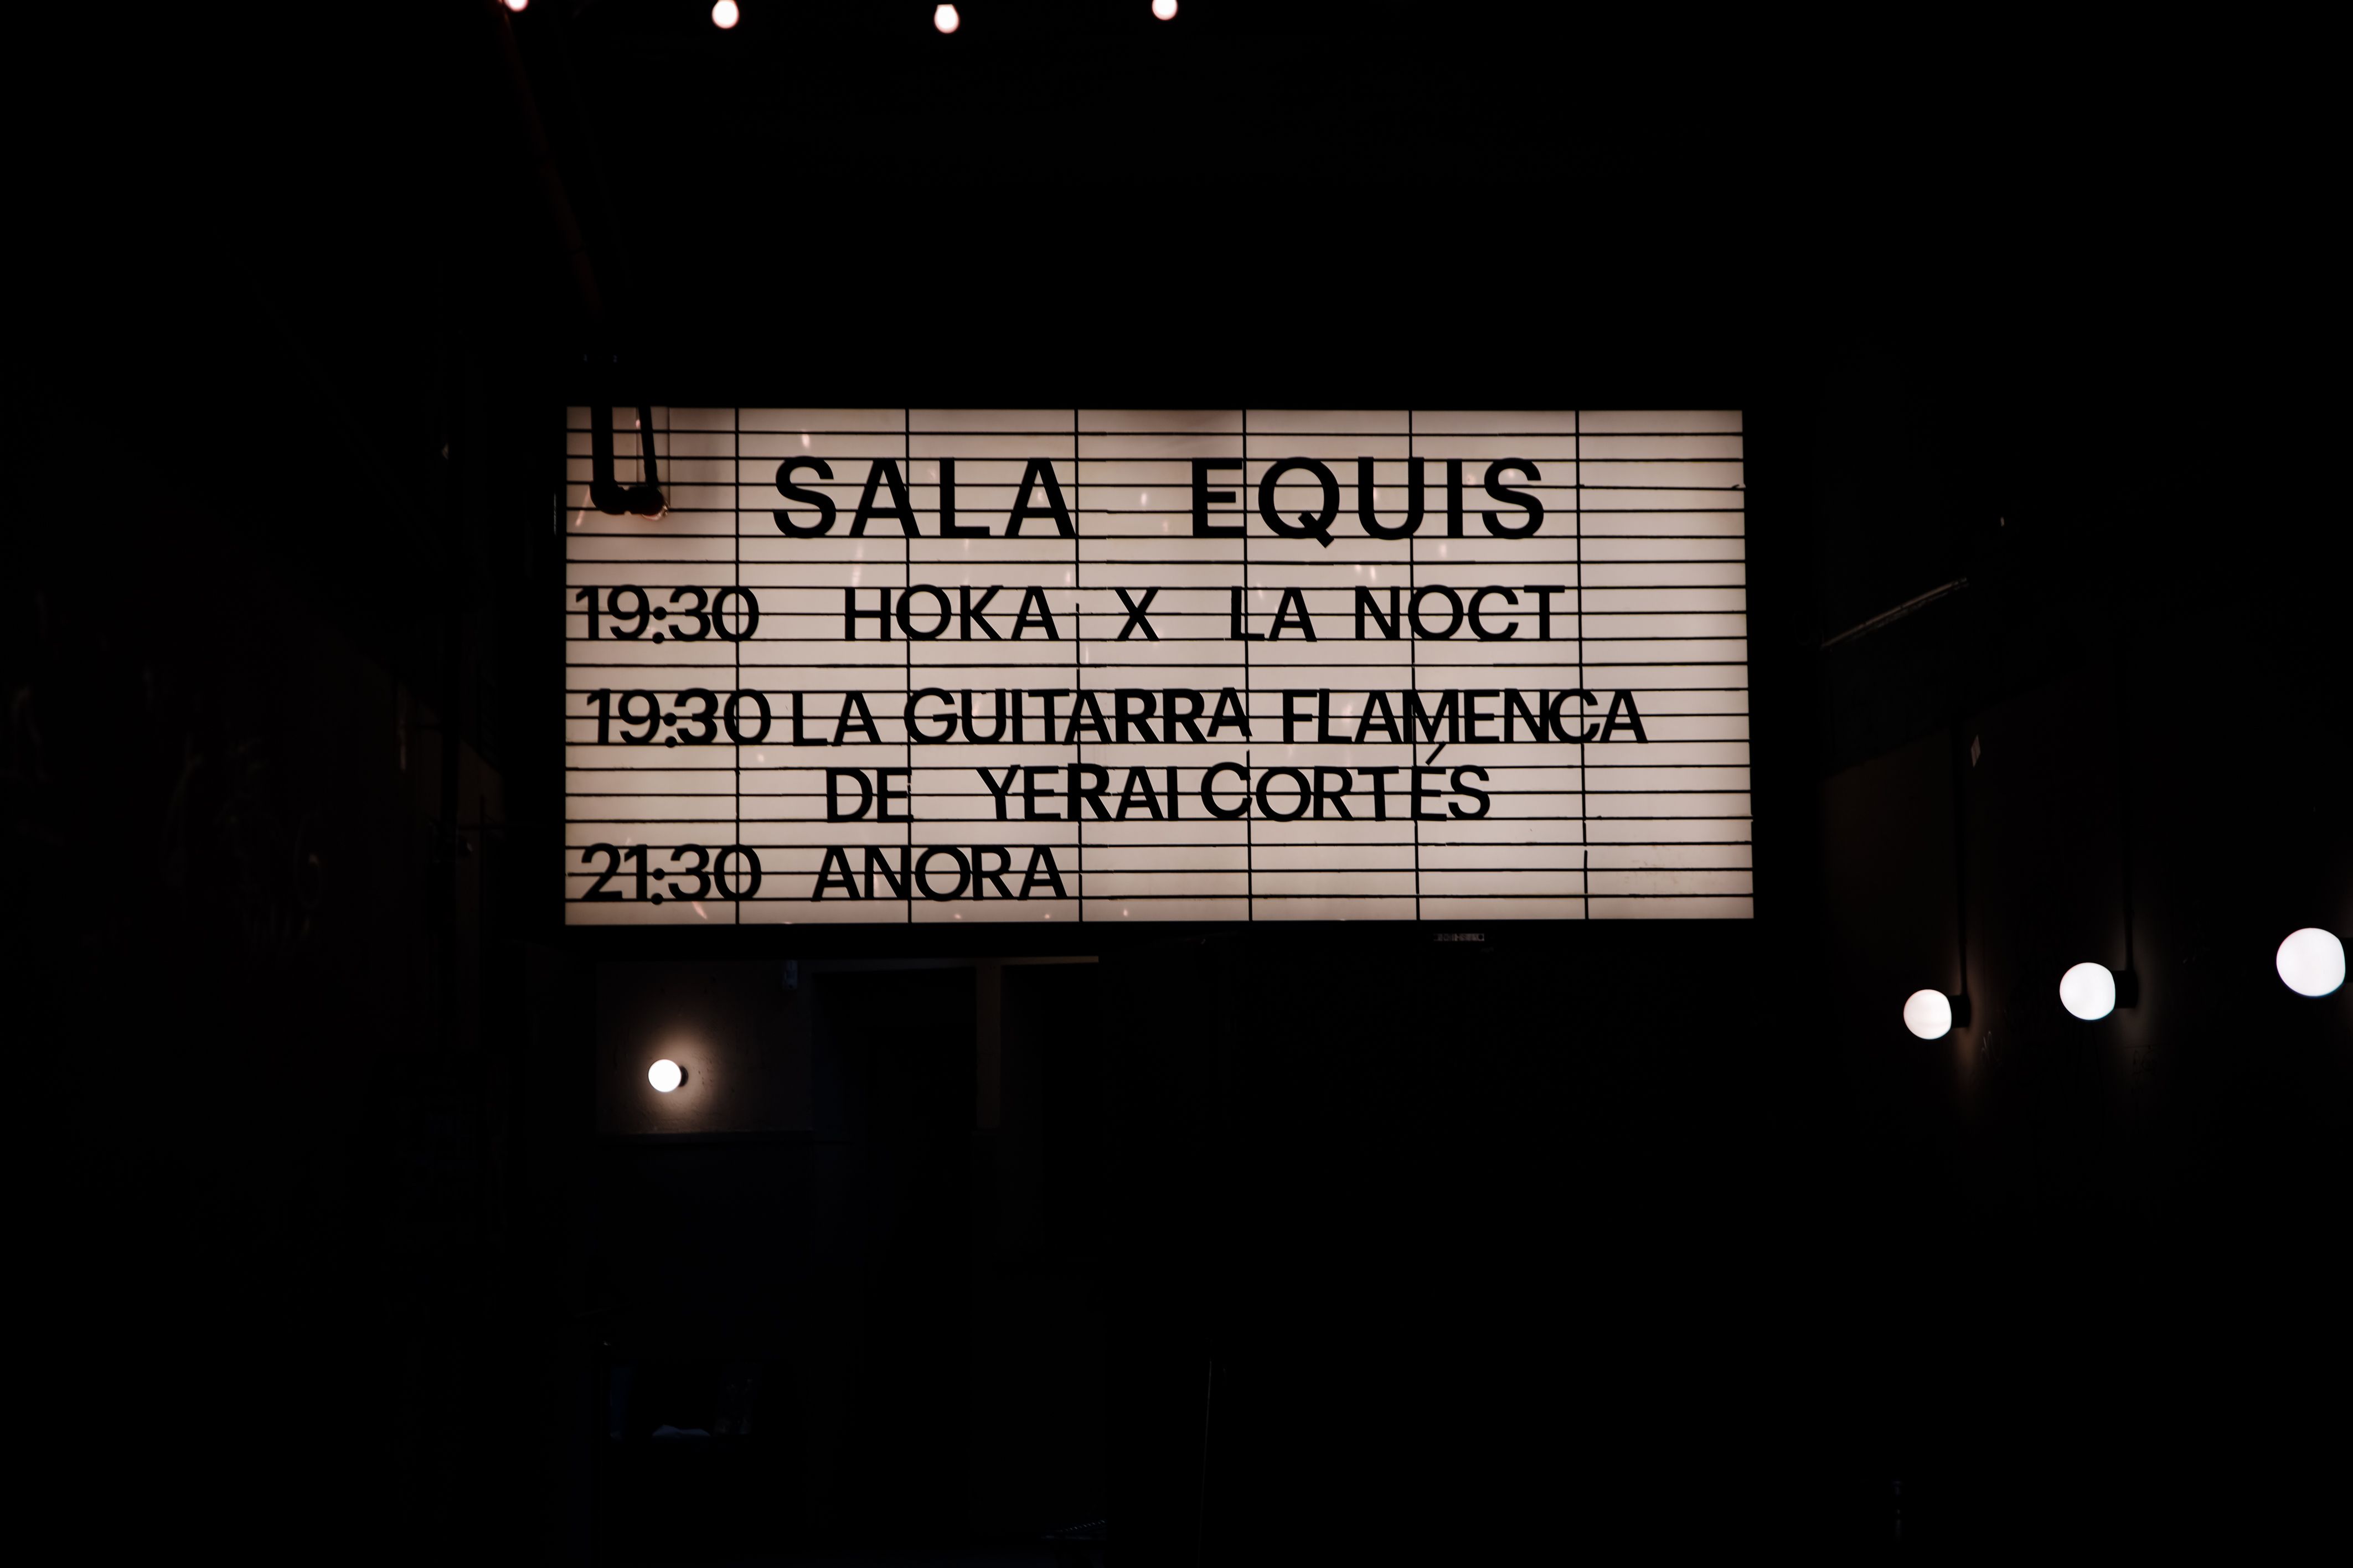 SALA EQUIS
19:30 HOKA X LA NOCT
19:30 LA GUITARRA FLAMENCA
DE YERAI CORTÉS
21:30 ANORA